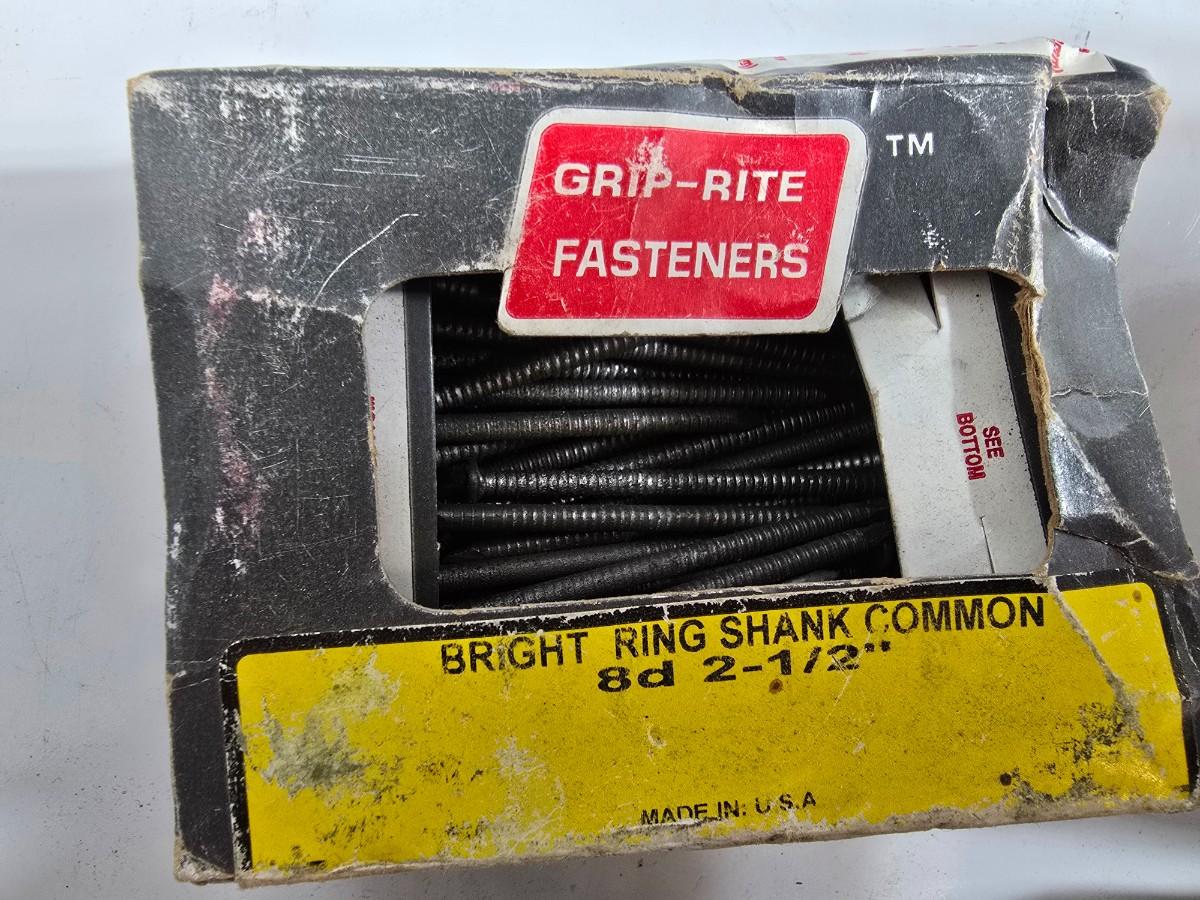 GRIP-RITE
FASTENERS
TM
SEE
BOTTOM
BRIGHT RING SHANK COMMON
8d 2-1/2"
MADE IN: U.S.A